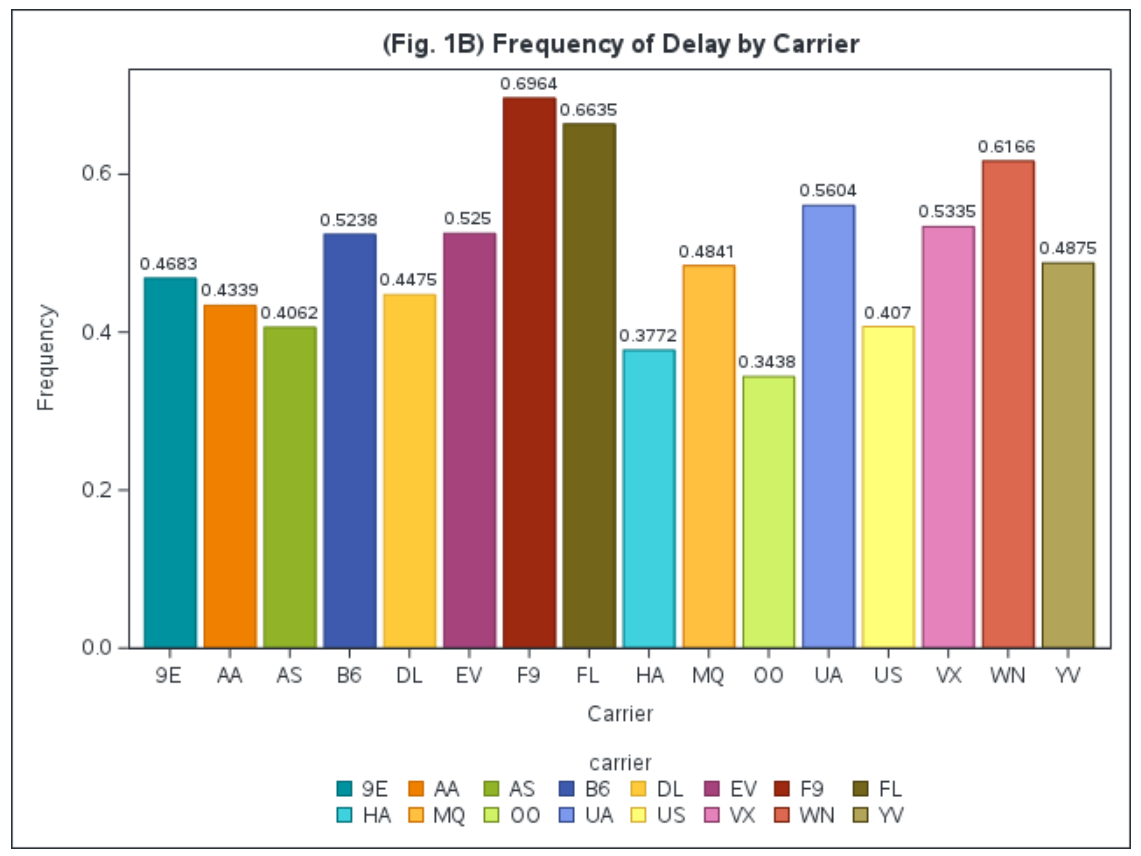 (Fig. 1B) Frequency of Delay by Carrier
0.6964
0.6635
0.6166
0.6
0.5604
0.5238
0.525
0.5335
0.4683
0.4841
0.4875
0.4475
0.4339
0.4062
0.407
0.4
0.3772
0.3438
Frequency
0.2
0.0
9E AA AS B6 DL EV F9 FL HA MQ OO UA US VX WN YV
Carrier
carrier
9E AA AS B6 DL EV F9 FL
HA MQ OO UA US VX WN YV